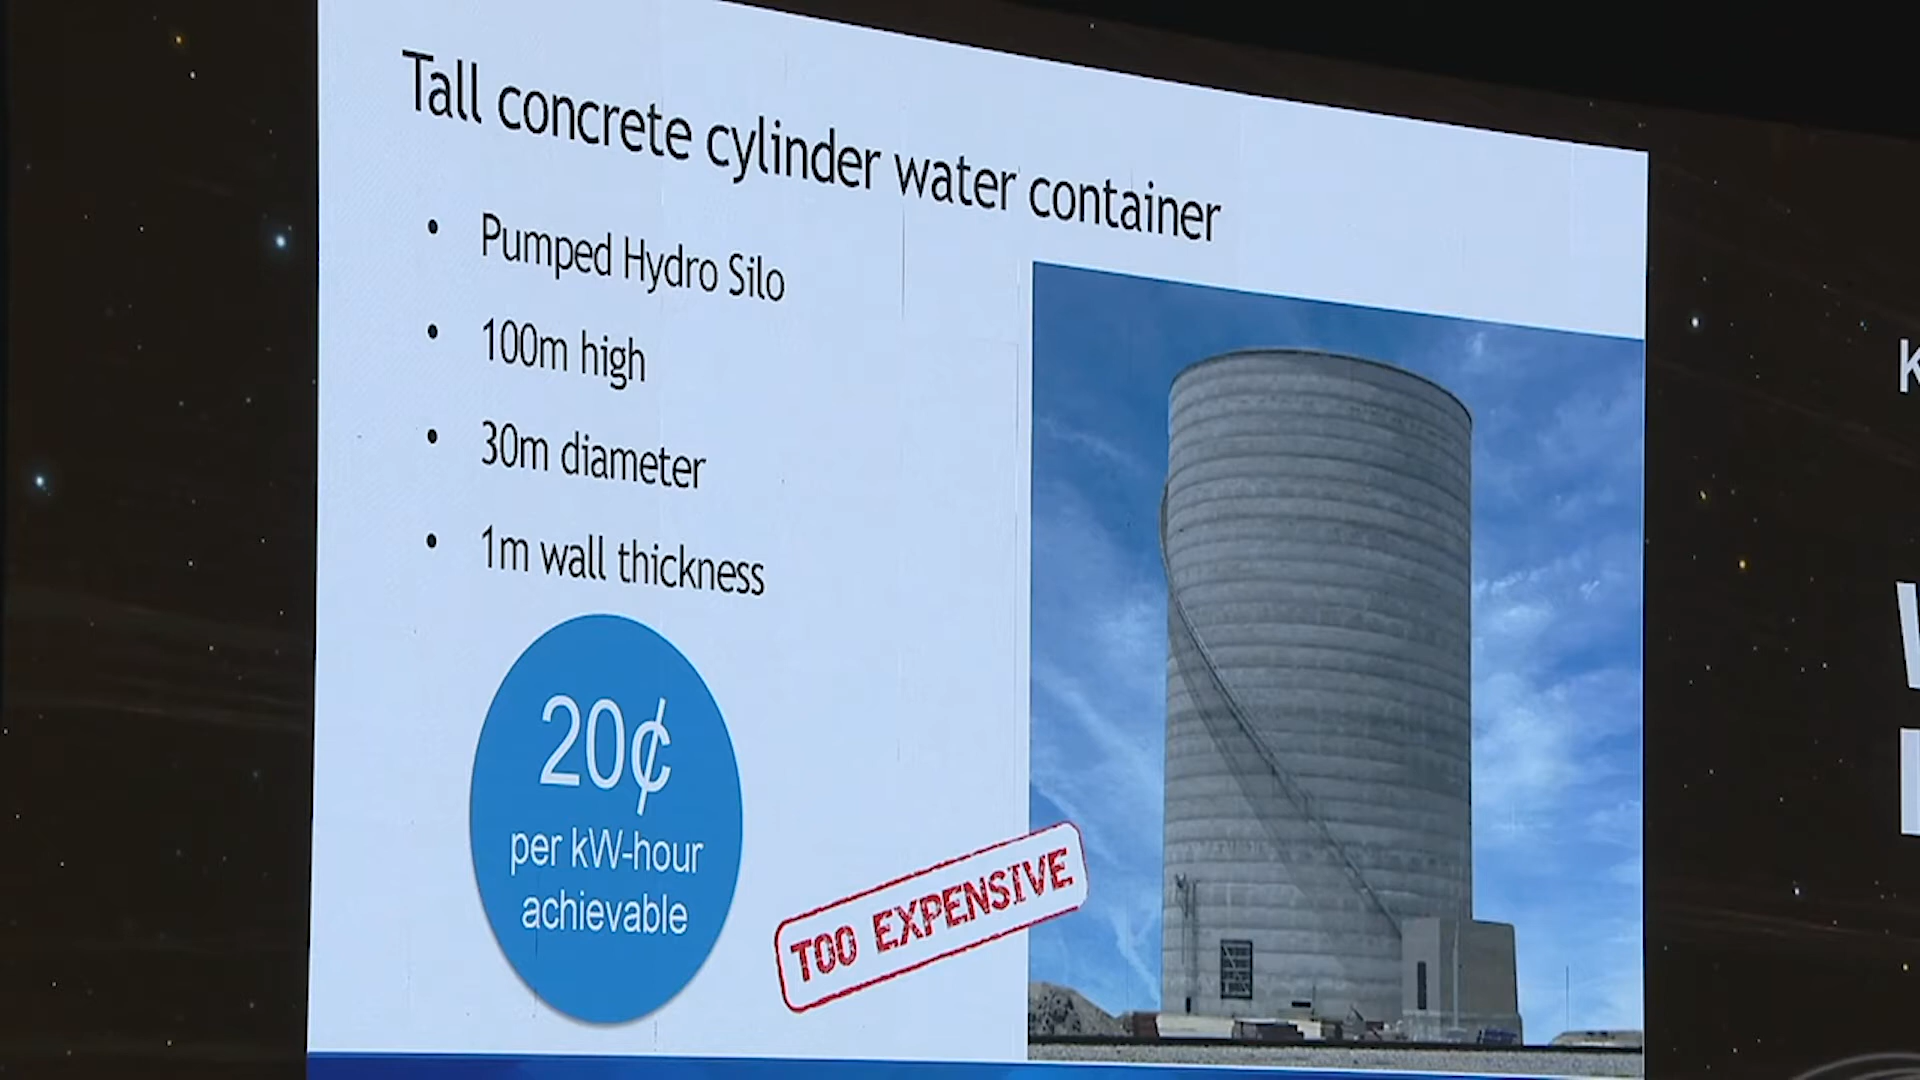 Tall concrete cylinder water container
• Pumped Hydro Silo
• 100m high
• 30m diameter
• 1m wall thickness
20¢
per kW-hour
achievable
TOO EXPENSIVE